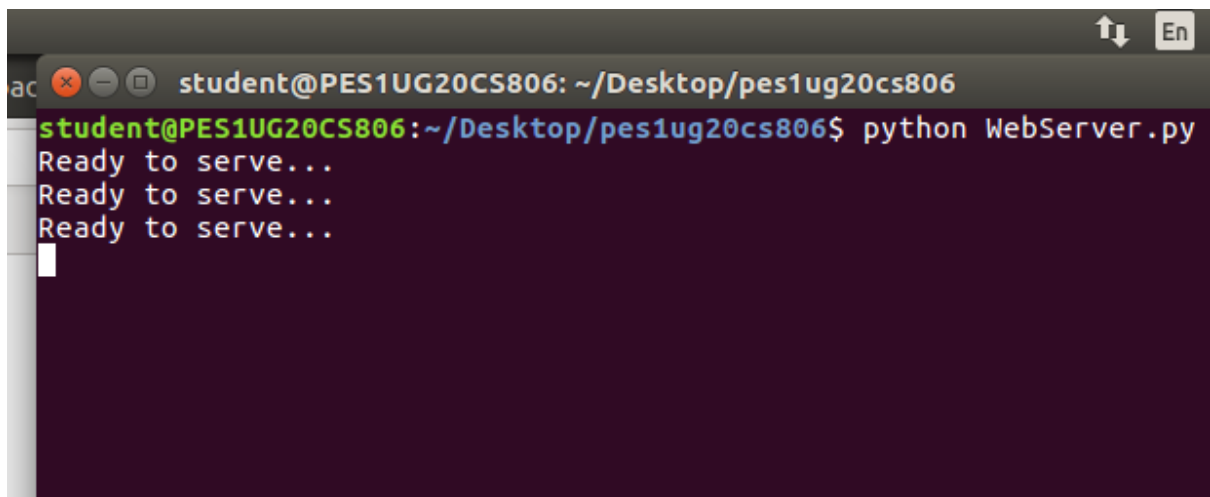 En
ac
student@PES1UG20CS806: ~/Desktop/pes1ug20cs806
student@PES1UG20CS806:~/Desktop/pes1ug20cs806$ python WebServer.py
Ready to serve...
Ready to serve...
Ready to serve...